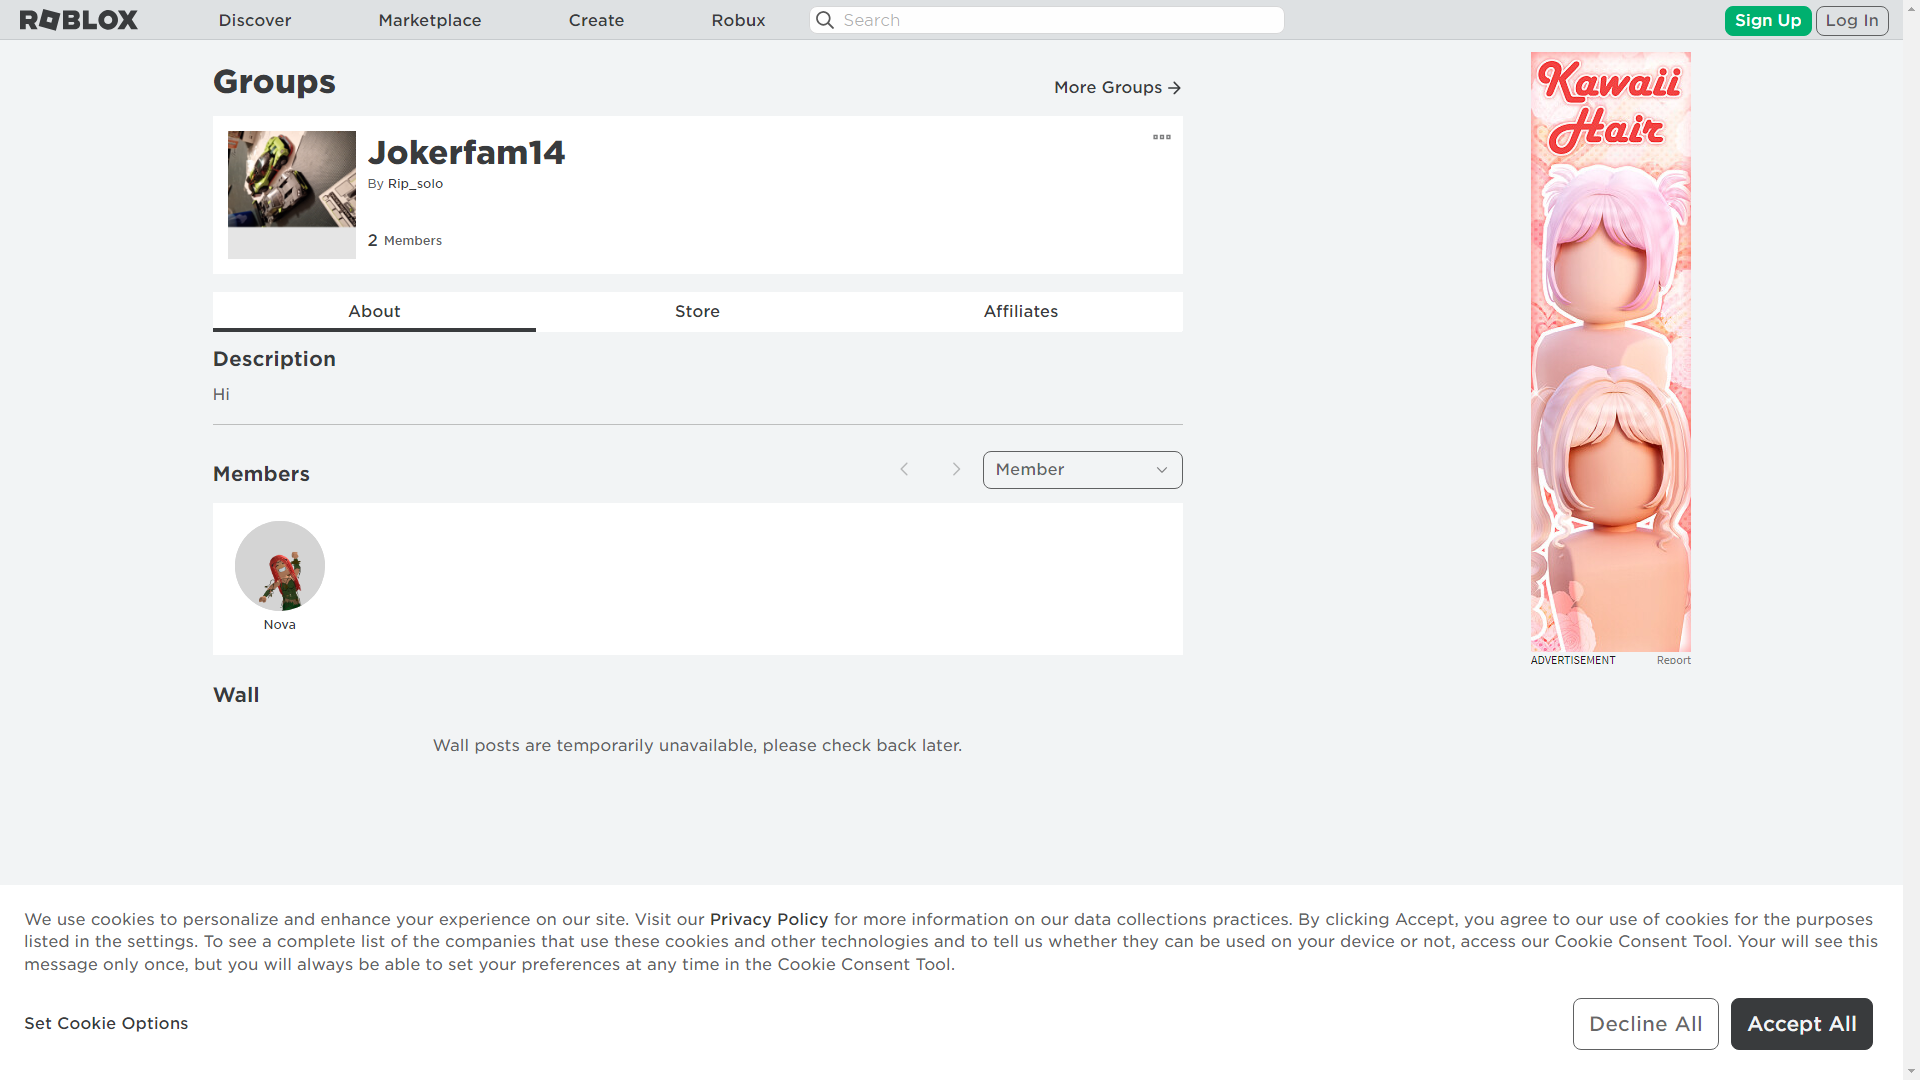 ROBLOX Discover Marketplace Create Robux Search Sign Up Log In
Groups More Groups
Jokerfam14
By Rip_solo
2 Members
About Store Affiliates
Description
Hi
Members Member
Nova
Wall
Wall posts are temporarily unavailable, please check back later.
Kawaii
Hair
ADVERTISEMENT Report
We use cookies to personalize and enhance your experience on our site. Visit our Privacy Policy for more information on our data collections practices. By clicking Accept, you agree to our use of cookies for the purposes
listed in the settings. To see a complete list of the companies that use these cookies and other technologies and to tell us whether they can be used on your device or not, access our Cookie Consent Tool. Your will see this
message only once, but you will always be able to set your preferences at any time in the Cookie Consent Tool.
Set Cookie Options Decline All Accept All